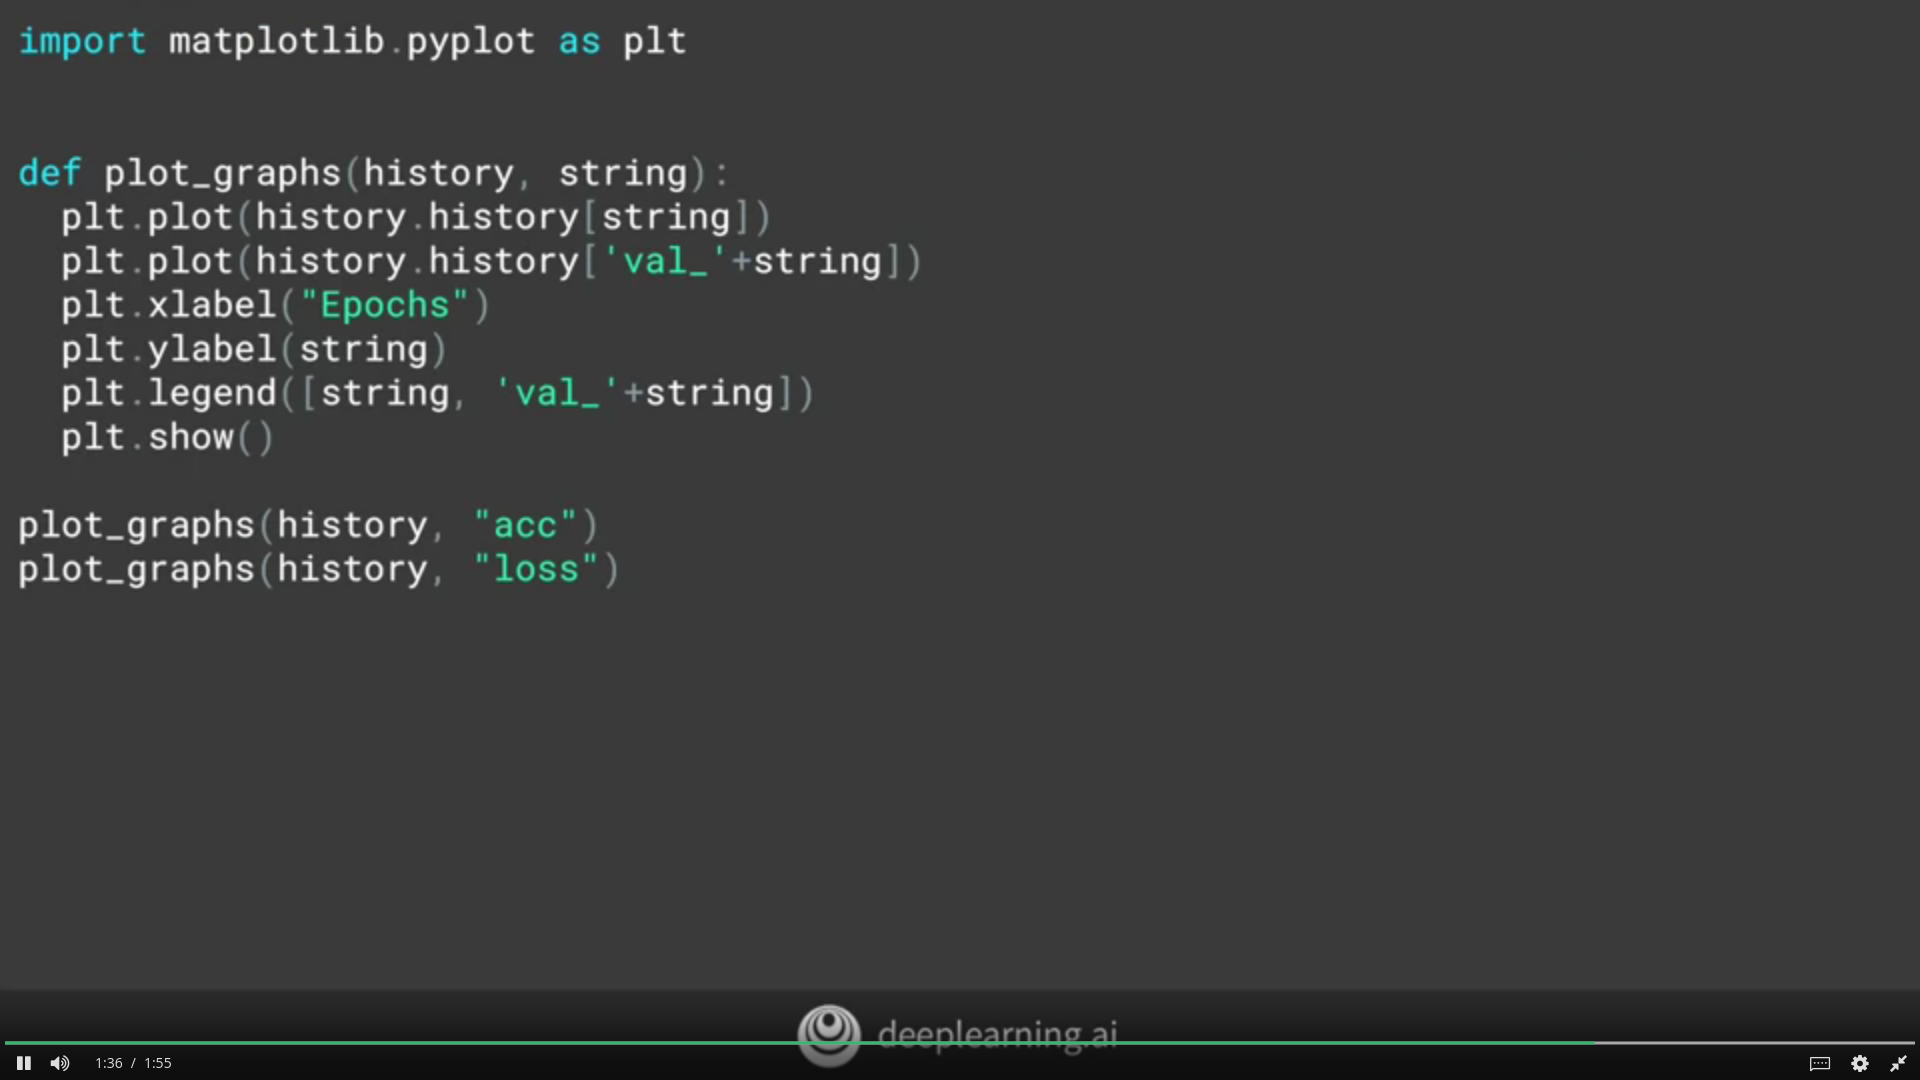 import matplotlib.pyplot as plt
def plot_graphs(history, string):
  plt.plot(history.history[string])
  plt.plot(history.history['val_'+string])
  plt.xlabel("Epochs")
  plt.ylabel(string)
  plt.legend([string, 'val_'+string])
  plt.show()
plot_graphs(history, "acc")
plot_graphs(history, "loss")
deeplearning.ai
1:36 / 1:55